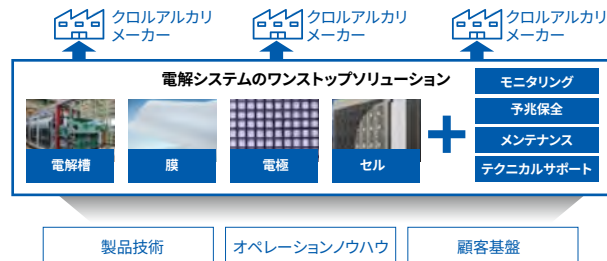 クロルアルカリ
メーカー
クロルアルカリ
メーカー
クロルアルカリ
メーカー
電解システムのワンストップソリューション
電解槽
膜
電極
セル
モニタリング
予兆保全
メンテナンス
テクニカルサポート
製品技術
オペレーションノウハウ
顧客基盤